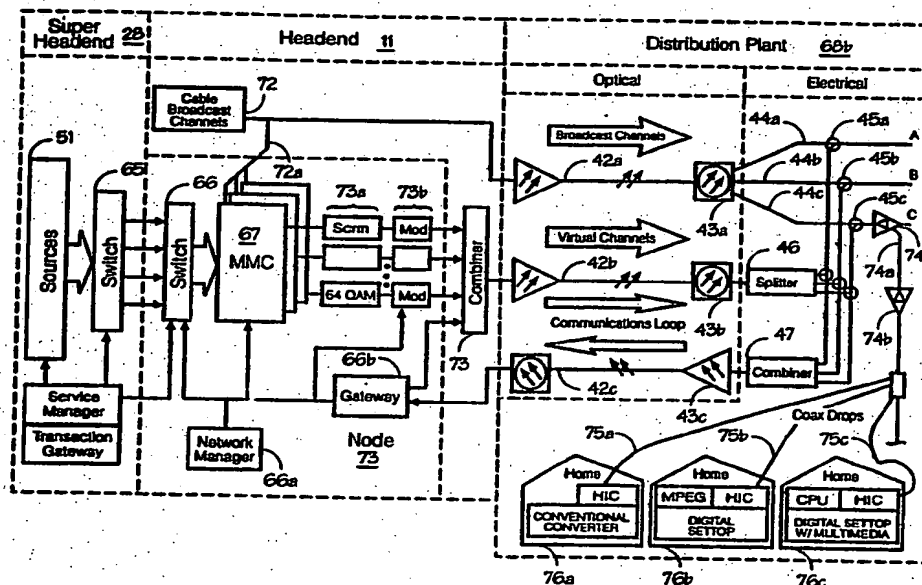 Super Headend 28
Headend 11
Distribution Plant 68b
Optical
Electrical
72
Cable Broadcast Channels
72a
51
Sources
65
Switch
66
Switch
67
MMC
73a
73b
Scrm
Mod
64 QAM
Mod
Combiner
73
66b
Gateway
Node
73
Service Manager
Transaction Gateway
Network Manager
66a
Broadcast Channels
42a
43a
44a
44b
44c
45a
45b
45c
A
B
C
Virtual Channels
42b
43b
46
Splitter
Communications Loop
42c
43c
47
Combiner
74
74a
74b
Coax Drops
75a
75b
75c
Home
HIC
CONVENTIONAL CONVERTER
76a
Home
MPEG
HIC
DIGITAL SETTOP
76b
Home
CPU
HIC
DIGITAL SETTOP W/ MULTIMEDIA
76c